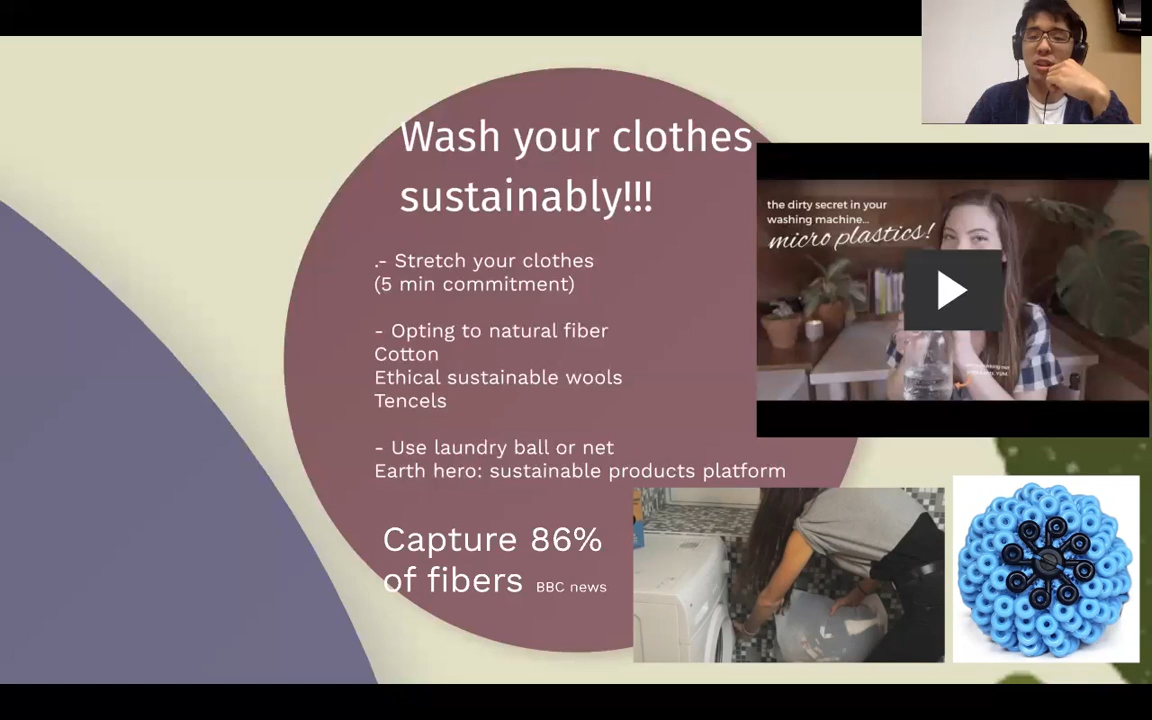 Wash your clothes
sustainably!!!
.- Stretch your clothes
(5 min commitment)
- Opting to natural fiber
Cotton
Ethical sustainable wools
Tencels
- Use laundry ball or net
Earth hero: sustainable products platform
Capture 86%
of fibers BBC news
the dirty secret in your
washing machine...
micro plastics!